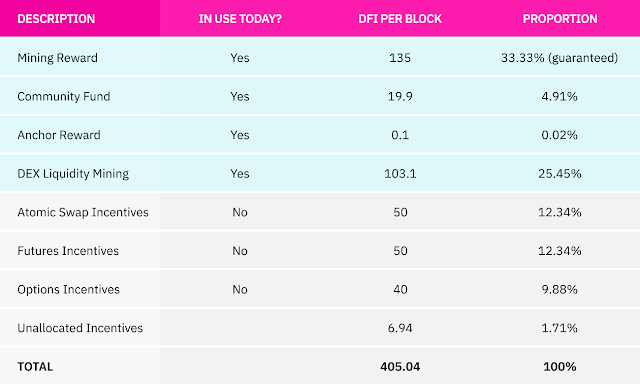 DESCRIPTION IN USE TODAY? DFI PER BLOCK PROPORTION
Mining Reward Yes 135 33.33% (guaranteed)
Community Fund Yes 19.9 4.91%
Anchor Reward Yes 0.1 0.02%
DEX Liquidity Mining Yes 103.1 25.45%
Atomic Swap Incentives No 50 12.34%
Futures Incentives No 50 12.34%
Options Incentives No 40 9.88%
Unallocated Incentives 6.94 1.71%
TOTAL 405.04 100%